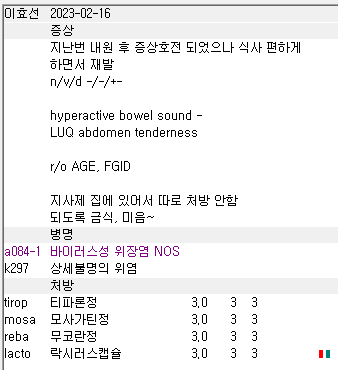 이효선 2023-02-16
증상
지난번 내원 후 증상호전 되었으나 식사 편하게
하면서 재발
n/v/d -/-/+-
hyperactive bowel sound -
LUQ abdomen tenderness
r/o AGE, FGID
지사제 집에 있어서 따로 처방 안함
되도록 금식, 미음~
병명
a084-1 바이러스성 위장염 NOS
k297 상세불명의 위염
처방
tirop 티파론정 3.0 3 3
mosa 모사가틴정 3.0 3 3
reba 무코란정 3.0 3 3
lacto 락시러스캡슐 3.0 3 3